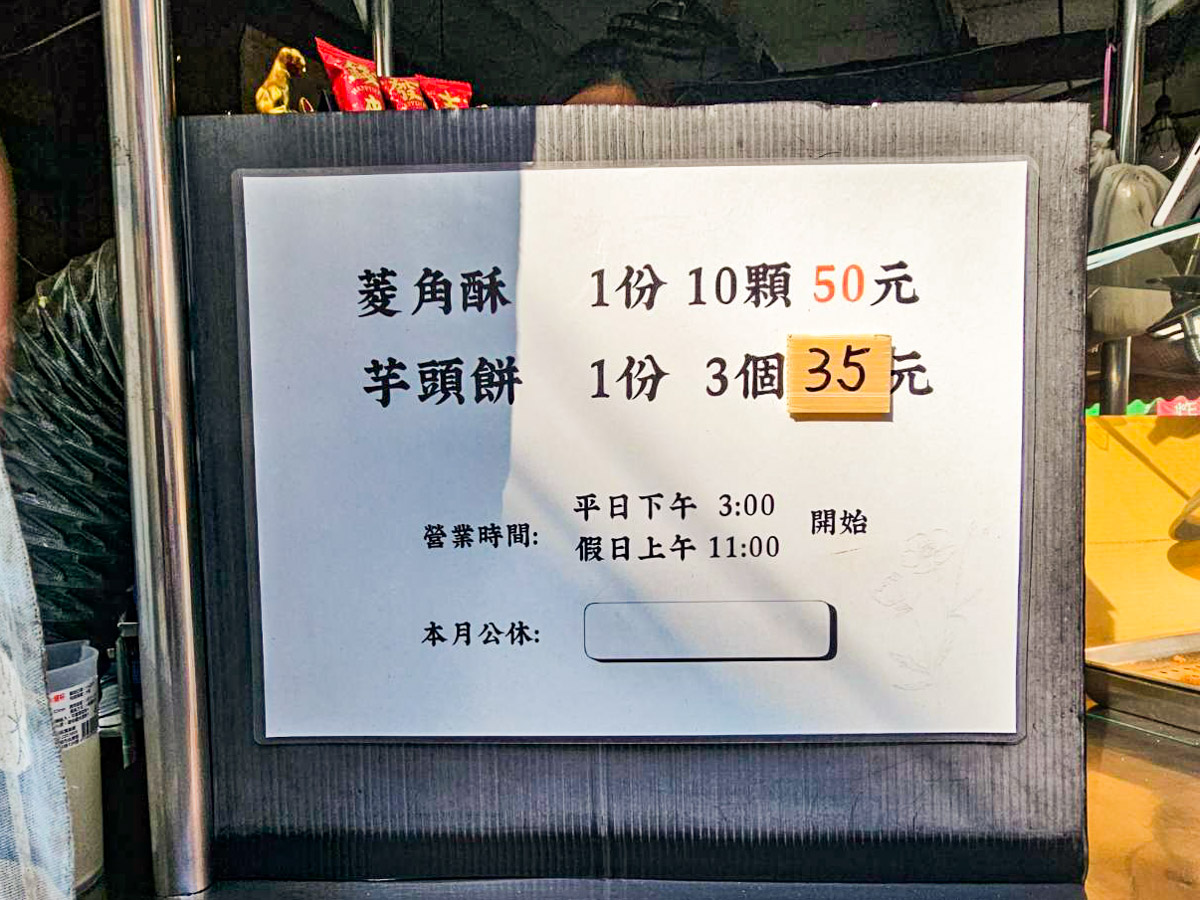 菱角酥 1份 10顆 50元
芋頭餅 1份 3個 35元
營業時間: 平日下午 3:00 開始
假日上午 11:00
本月公休: